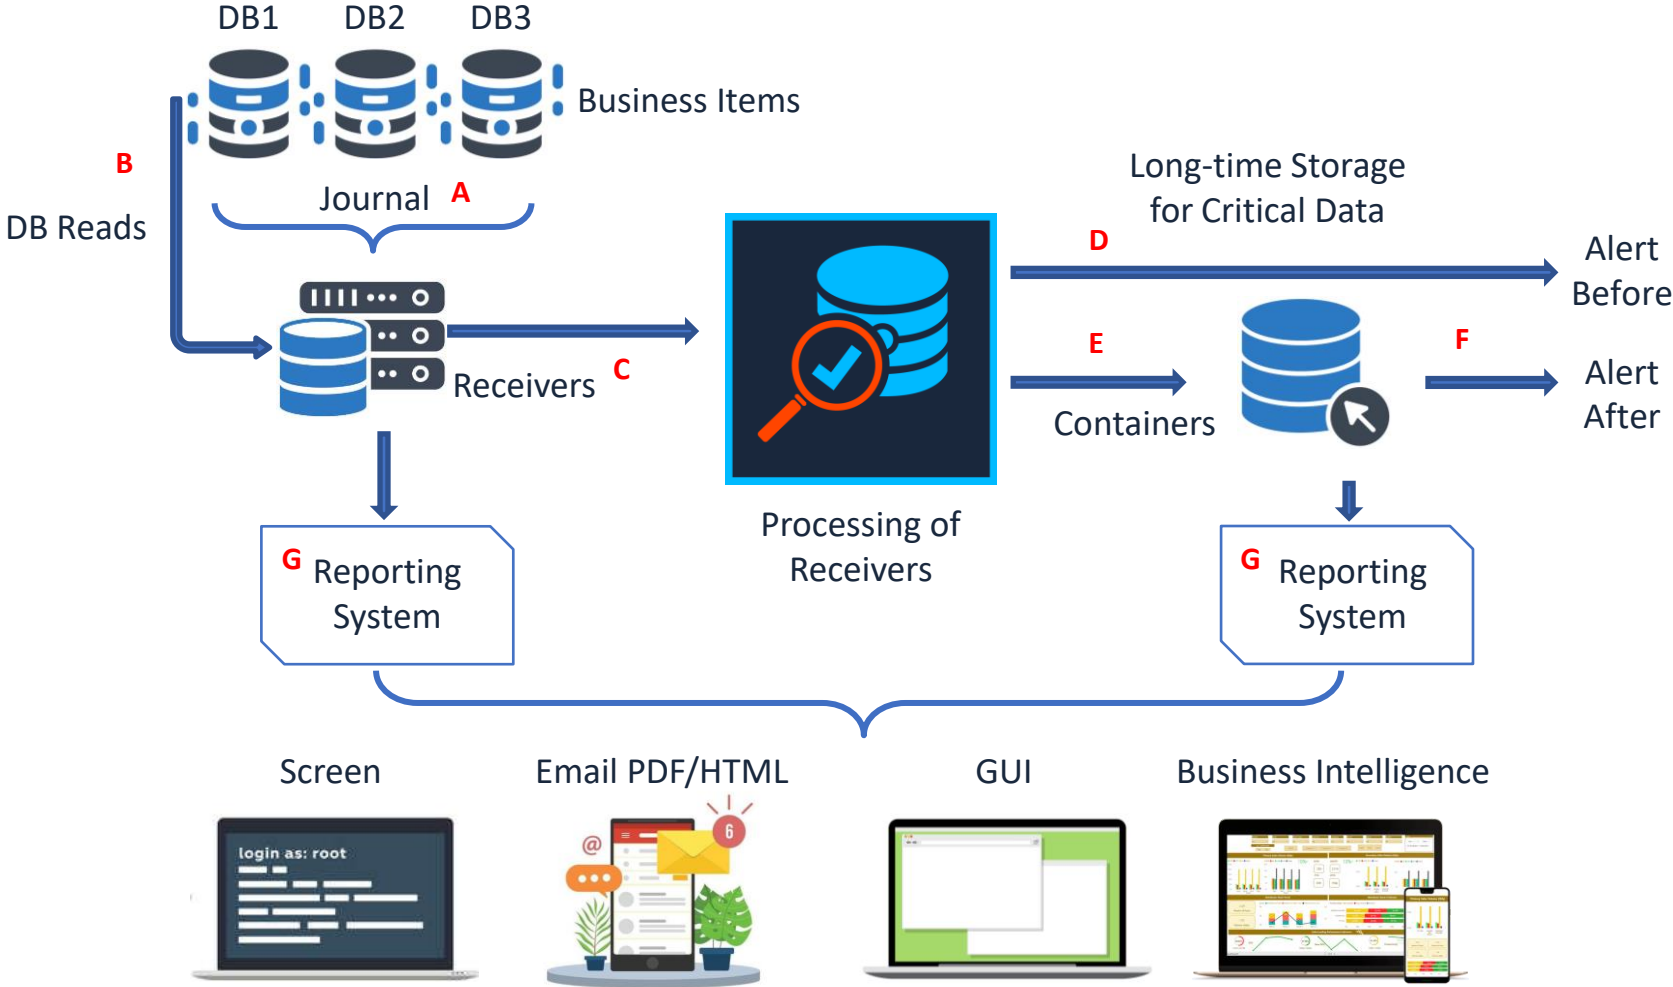 DB1 DB2 DB3
Business Items
B
Journal A
DB Reads
Receivers C
Processing of
Receivers
Long-time Storage
for Critical Data
D
Alert
Before
E
Containers
F
Alert
After
G Reporting
System
G Reporting
System
Screen
Email PDF/HTML
GUI
Business Intelligence
login as: root
@
6